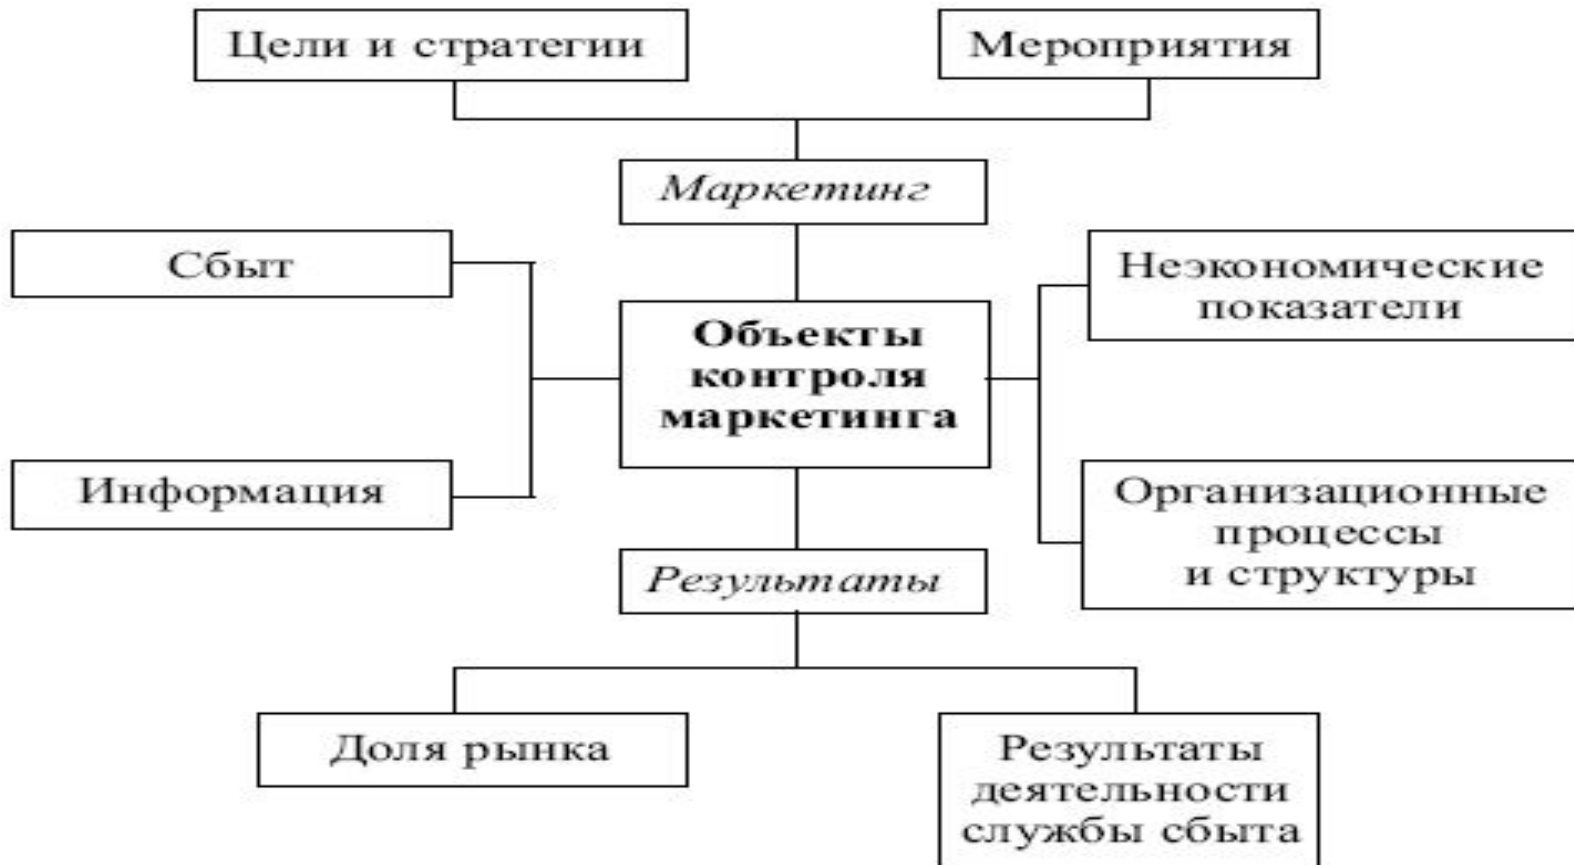 Цели и стратегии
Мероприятия
Маркетинг
Сбыт
Неэкономические
показатели
Объекты
контроля
маркетинга
Информация
Организационные
процессы
и структуры
Результаты
Доля рынка
Результаты
деятельности
службы сбыта